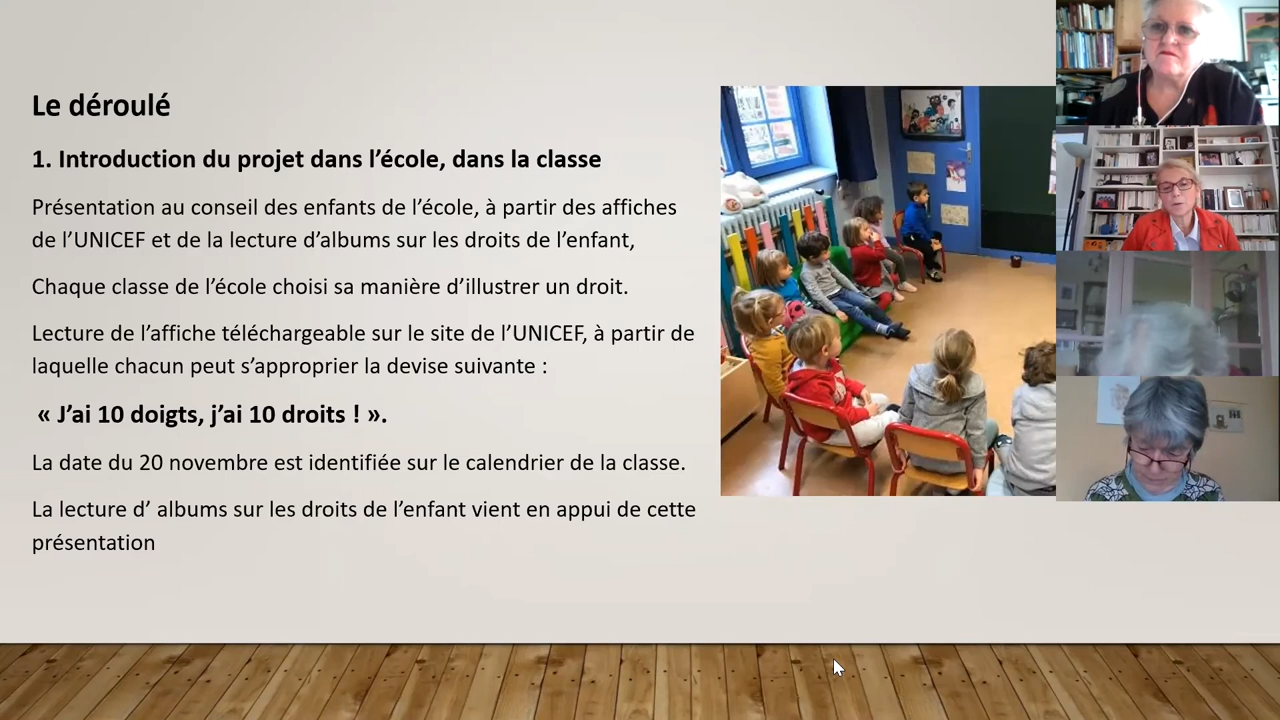 Le déroulé
1. Introduction du projet dans l’école, dans la classe
Présentation au conseil des enfants de l’école, à partir des affiches
de l’UNICEF et de la lecture d’albums sur les droits de l’enfant,
Chaque classe de l’école choisi sa manière d’illustrer un droit.
Lecture de l’affiche téléchargeable sur le site de l’UNICEF, à partir de
laquelle chacun peut s’approprier la devise suivante :
« J’ai 10 doigts, j’ai 10 droits ! ».
La date du 20 novembre est identifiée sur le calendrier de la classe.
La lecture d’ albums sur les droits de l’enfant vient en appui de cette
présentation